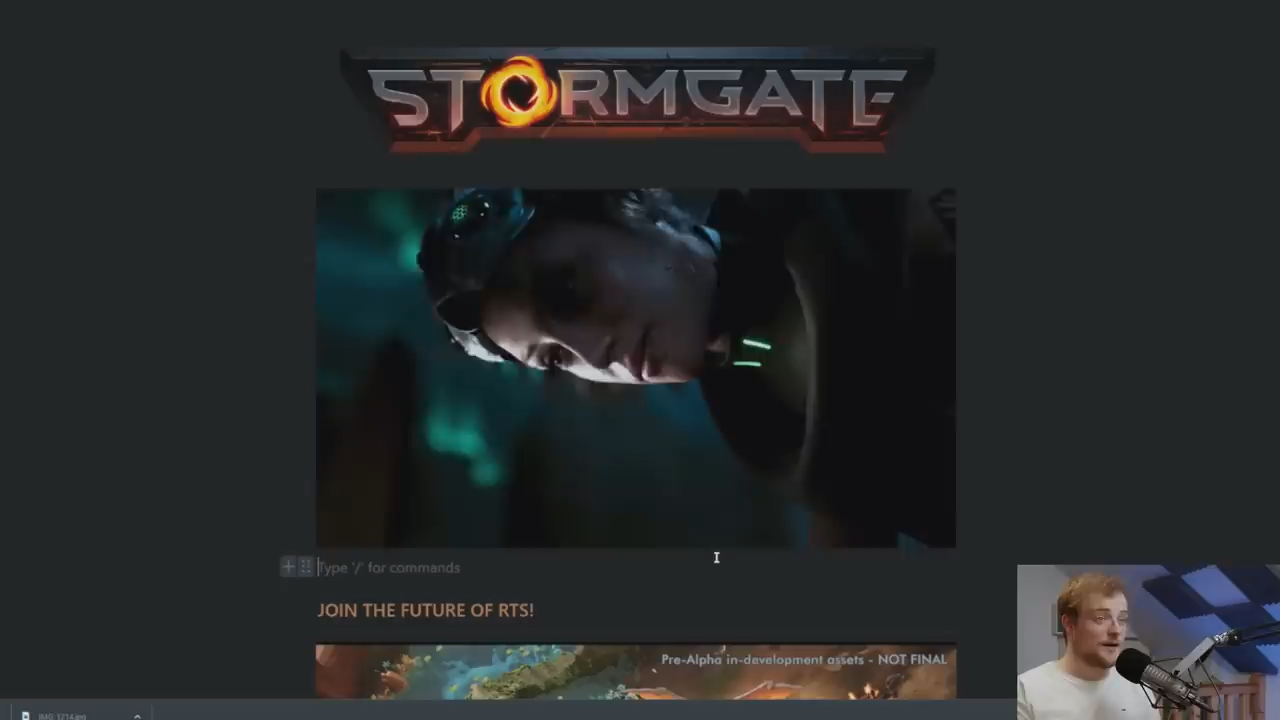 STORMGATE
Type '/' for commands
JOIN THE FUTURE OF RTS!
Pre-Alpha in-development assets - NOT FINAL